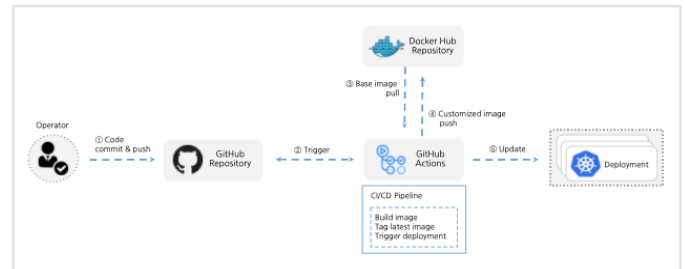 Docker Hub
Repository
③ Base image
pull
④ Customized image
push
Operator
① Code
commit & push
GitHub
Repository
② Trigger
GitHub
Actions
⑤ Update
Deployment
CI/CD Pipeline
Build image
Tag latest image
Trigger deployment